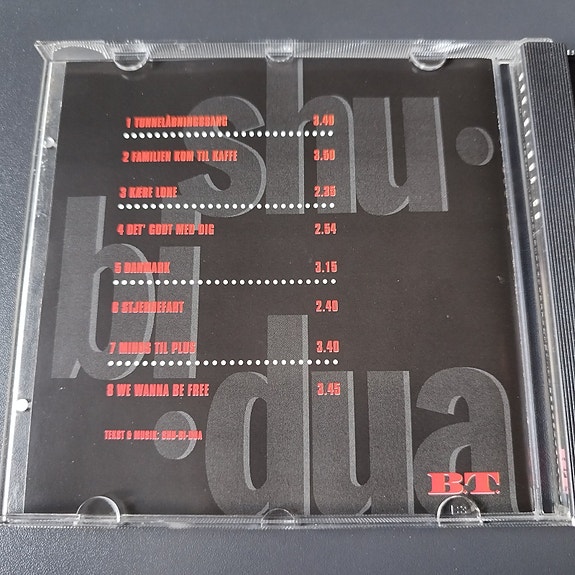 shu·
bi·
·dua
1 TUNNELÅBNINGSSANG 3.40
2 FAMILIEN KOM TIL KAFFE 3.50
3 KÆRE LONE 2.35
4 DET' GODT MED DIG 2.54
5 DANMARK 3.15
6 STJERNEFART 2.40
7 MINUS TIL PLUS 3.40
8 WE WANNA BE FREE 3.45
TEKST & MUSIK: SHU-BI-DUA
B.T.